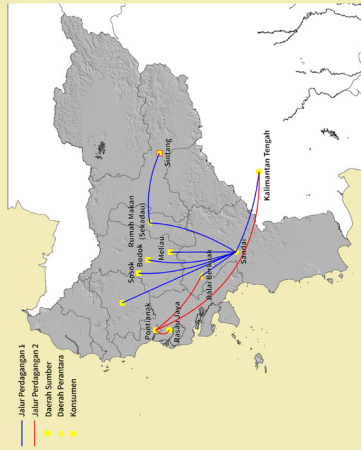 Jalur Perdagangan 1
Jalur Perdagangan 2
Daerah Sumber
Daerah Perantara
Konsumen
Sosok
Bodok
Rumah Makan
(Sekadau)
Meliau
Sintang
Pontianak
Rasau Jaya
Balai Berkuak
Sandai
Kalimantan Tengah